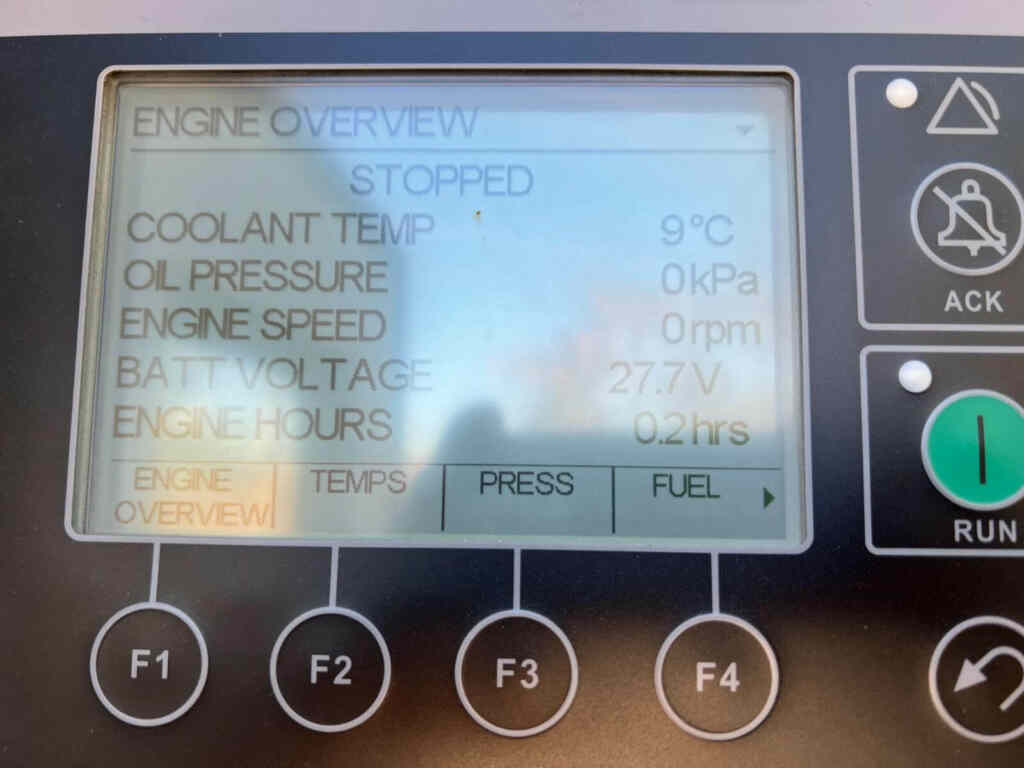 ENGINE OVERVIEW
STOPPED
COOLANT TEMP 9°C
OIL PRESSURE 0kPa
ENGINE SPEED 0rpm
BATT VOLTAGE 27.7V
ENGINE HOURS 0.2hrs
ENGINE OVERVIEW
TEMPS
PRESS
FUEL
F1
F2
F3
F4
ACK
RUN